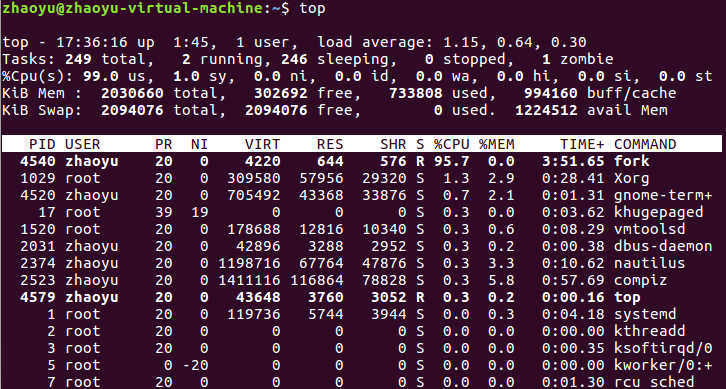 zhaoyu@zhaoyu-virtual-machine:~$ top
top - 17:36:16 up  1:45,  1 user,  load average: 1.15, 0.64, 0.30
Tasks: 249 total,   2 running, 246 sleeping,   0 stopped,   1 zombie
%Cpu(s): 99.0 us,  1.0 sy,  0.0 ni,  0.0 id,  0.0 wa,  0.0 hi,  0.0 si,  0.0 st
KiB Mem :  2030660 total,   302692 free,   733808 used,   994160 buff/cache
KiB Swap:  2094076 total,  2094076 free,        0 used.  1224512 avail Mem
PID USER      PR  NI    VIRT    RES    SHR S %CPU %MEM     TIME+ COMMAND
4540 zhaoyu    20   0    4220    644    576 R 95.7  0.0   3:51.65 fork
1029 root      20   0  309580  57956  29320 S  1.3  2.9   0:28.41 Xorg
4520 zhaoyu    20   0  705492  43368  33876 S  0.7  2.1   0:01.31 gnome-term+
17 root      39  19       0      0      0 S  0.3  0.0   0:03.62 khugepaged
1520 root      20   0  178688  12816  10340 S  0.3  0.6   0:08.29 vmtoolsd
2031 zhaoyu    20   0   42896   3288   2952 S  0.3  0.2   0:00.38 dbus-daemon
2374 zhaoyu    20   0 1198716  67764  47876 S  0.3  3.3   0:10.62 nautilus
2523 zhaoyu    20   0 1411116 116864  78828 S  0.3  5.8   0:57.69 compiz
4579 zhaoyu    20   0   43648   3760   3052 R  0.3  0.2   0:00.16 top
1 root      20   0  119736   5744   3944 S  0.0  0.3   0:04.18 systemd
2 root      20   0       0      0      0 S  0.0  0.0   0:00.00 kthreadd
3 root      20   0       0      0      0 S  0.0  0.0   0:00.35 ksoftirqd/0
5 root       0 -20       0      0      0 S  0.0  0.0   0:00.00 kworker/0:+
7 root      20   0       0      0      0 S  0.0  0.0   0:01.30 rcu_sched